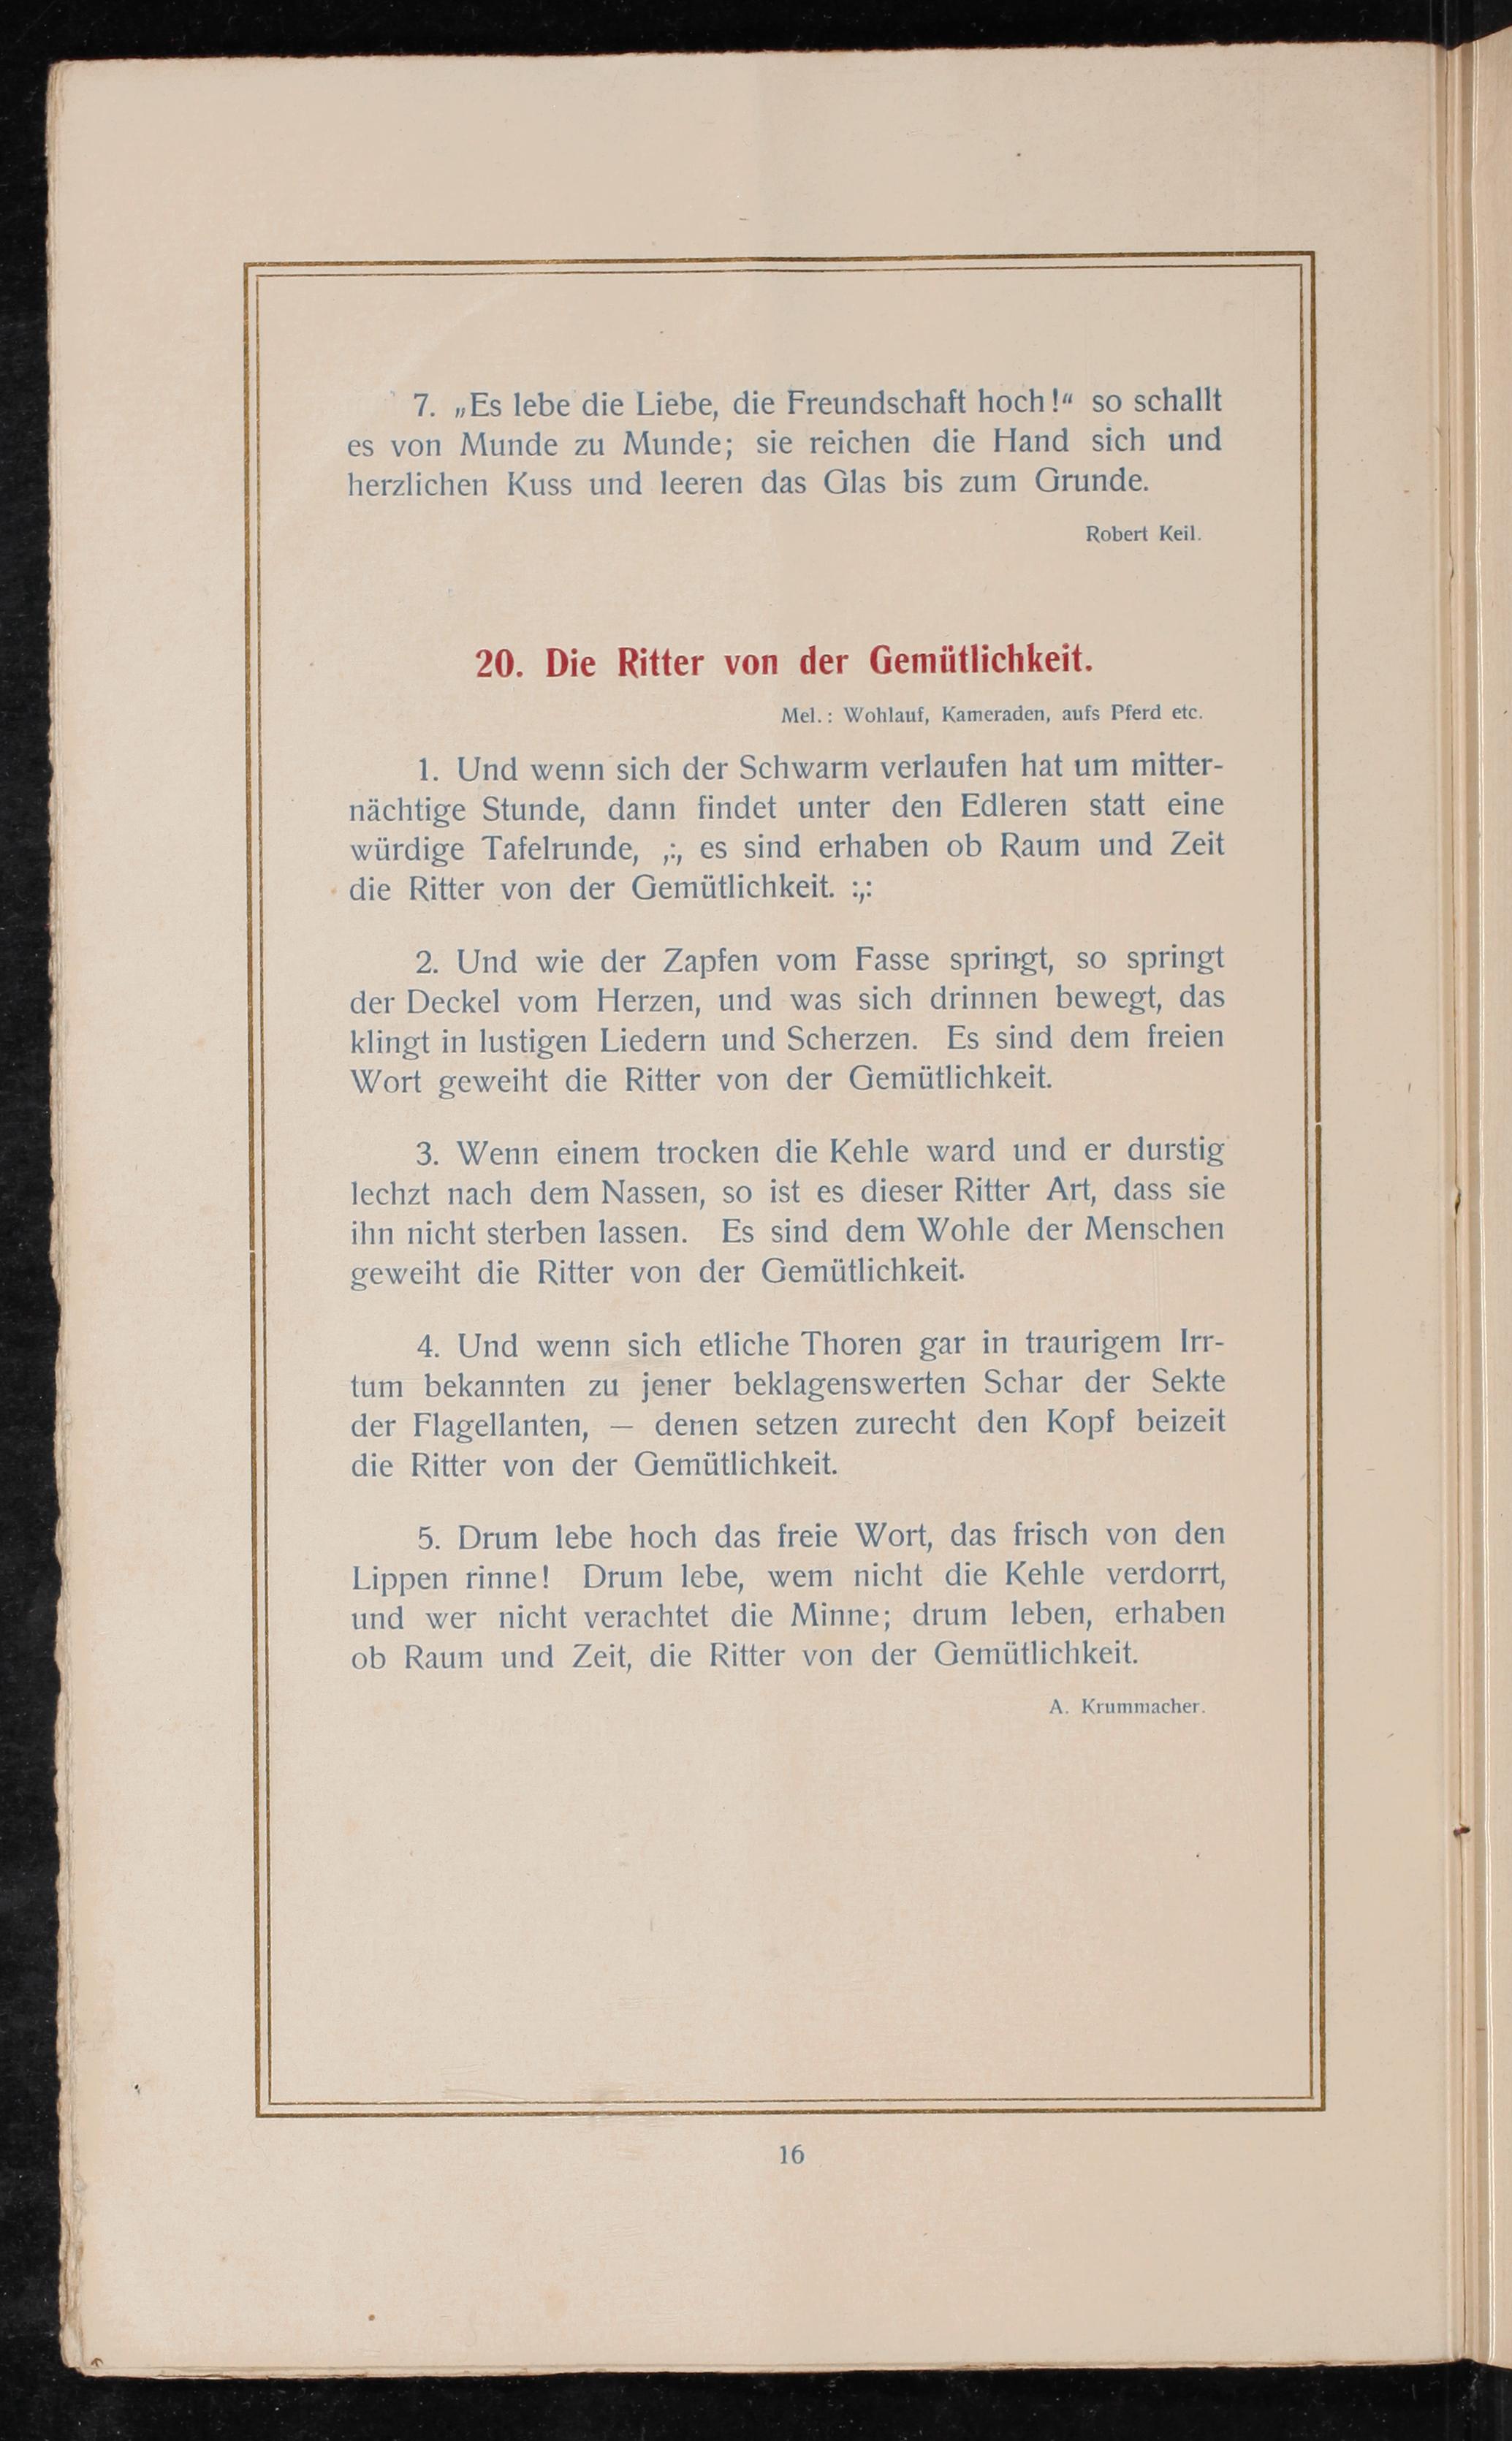 7. „Es lebe die Liebe, die Freundschaft hoch!“ so schallt
es von Munde zu Munde; sie reichen die Hand sich und
herzlichen Kuss und leeren das Glas bis zum Grunde.
Robert Keil.
20. Die Ritter von der Gemütlichkeit.
Mel.: Wohlauf, Kameraden, aufs Pferd etc.
1. Und wenn sich der Schwarm verlaufen hat um mitter-
nächtige Stunde, dann findet unter den Edleren statt eine
würdige Tafelrunde, ,:, es sind erhaben ob Raum und Zeit
die Ritter von der Gemütlichkeit. :,:
2. Und wie der Zapfen vom Fasse springt, so springt
der Deckel vom Herzen, und was sich drinnen bewegt, das
klingt in lustigen Liedern und Scherzen. Es sind dem freien
Wort geweiht die Ritter von der Gemütlichkeit.
3. Wenn einem trocken die Kehle ward und er durstig
lechzt nach dem Nassen, so ist es dieser Ritter Art, dass sie
ihn nicht sterben lassen. Es sind dem Wohle der Menschen
geweiht die Ritter von der Gemütlichkeit.
4. Und wenn sich etliche Thoren gar in traurigem Irr-
tum bekannten zu jener beklagenswerten Schar der Sekte
der Flagellanten, — denen setzen zurecht den Kopf beizeit
die Ritter von der Gemütlichkeit.
5. Drum lebe hoch das freie Wort, das frisch von den
Lippen rinne! Drum lebe, wem nicht die Kehle verdorrt,
und wer nicht verachtet die Minne; drum leben, erhaben
ob Raum und Zeit, die Ritter von der Gemütlichkeit.
A. Krummacher.
16